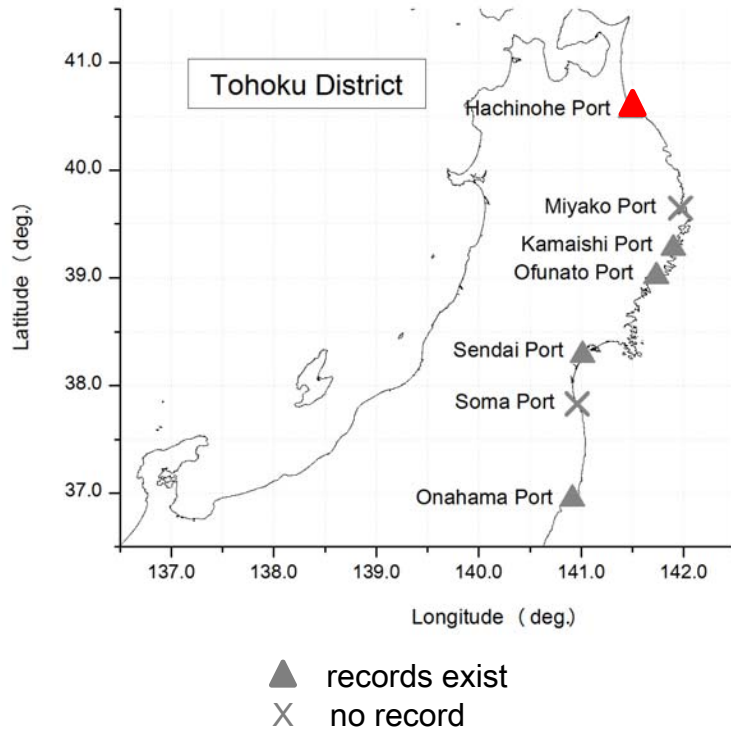 Tohoku District
41.0
40.0
39.0
38.0
37.0
Latitude ( deg.)
Hachinohe Port
Miyako Port
Kamaishi Port
Ofunato Port
Sendai Port
Soma Port
Onahama Port
137.0 138.0 139.0 140.0 141.0 142.0
Longitude ( deg.)
records exist
X no record